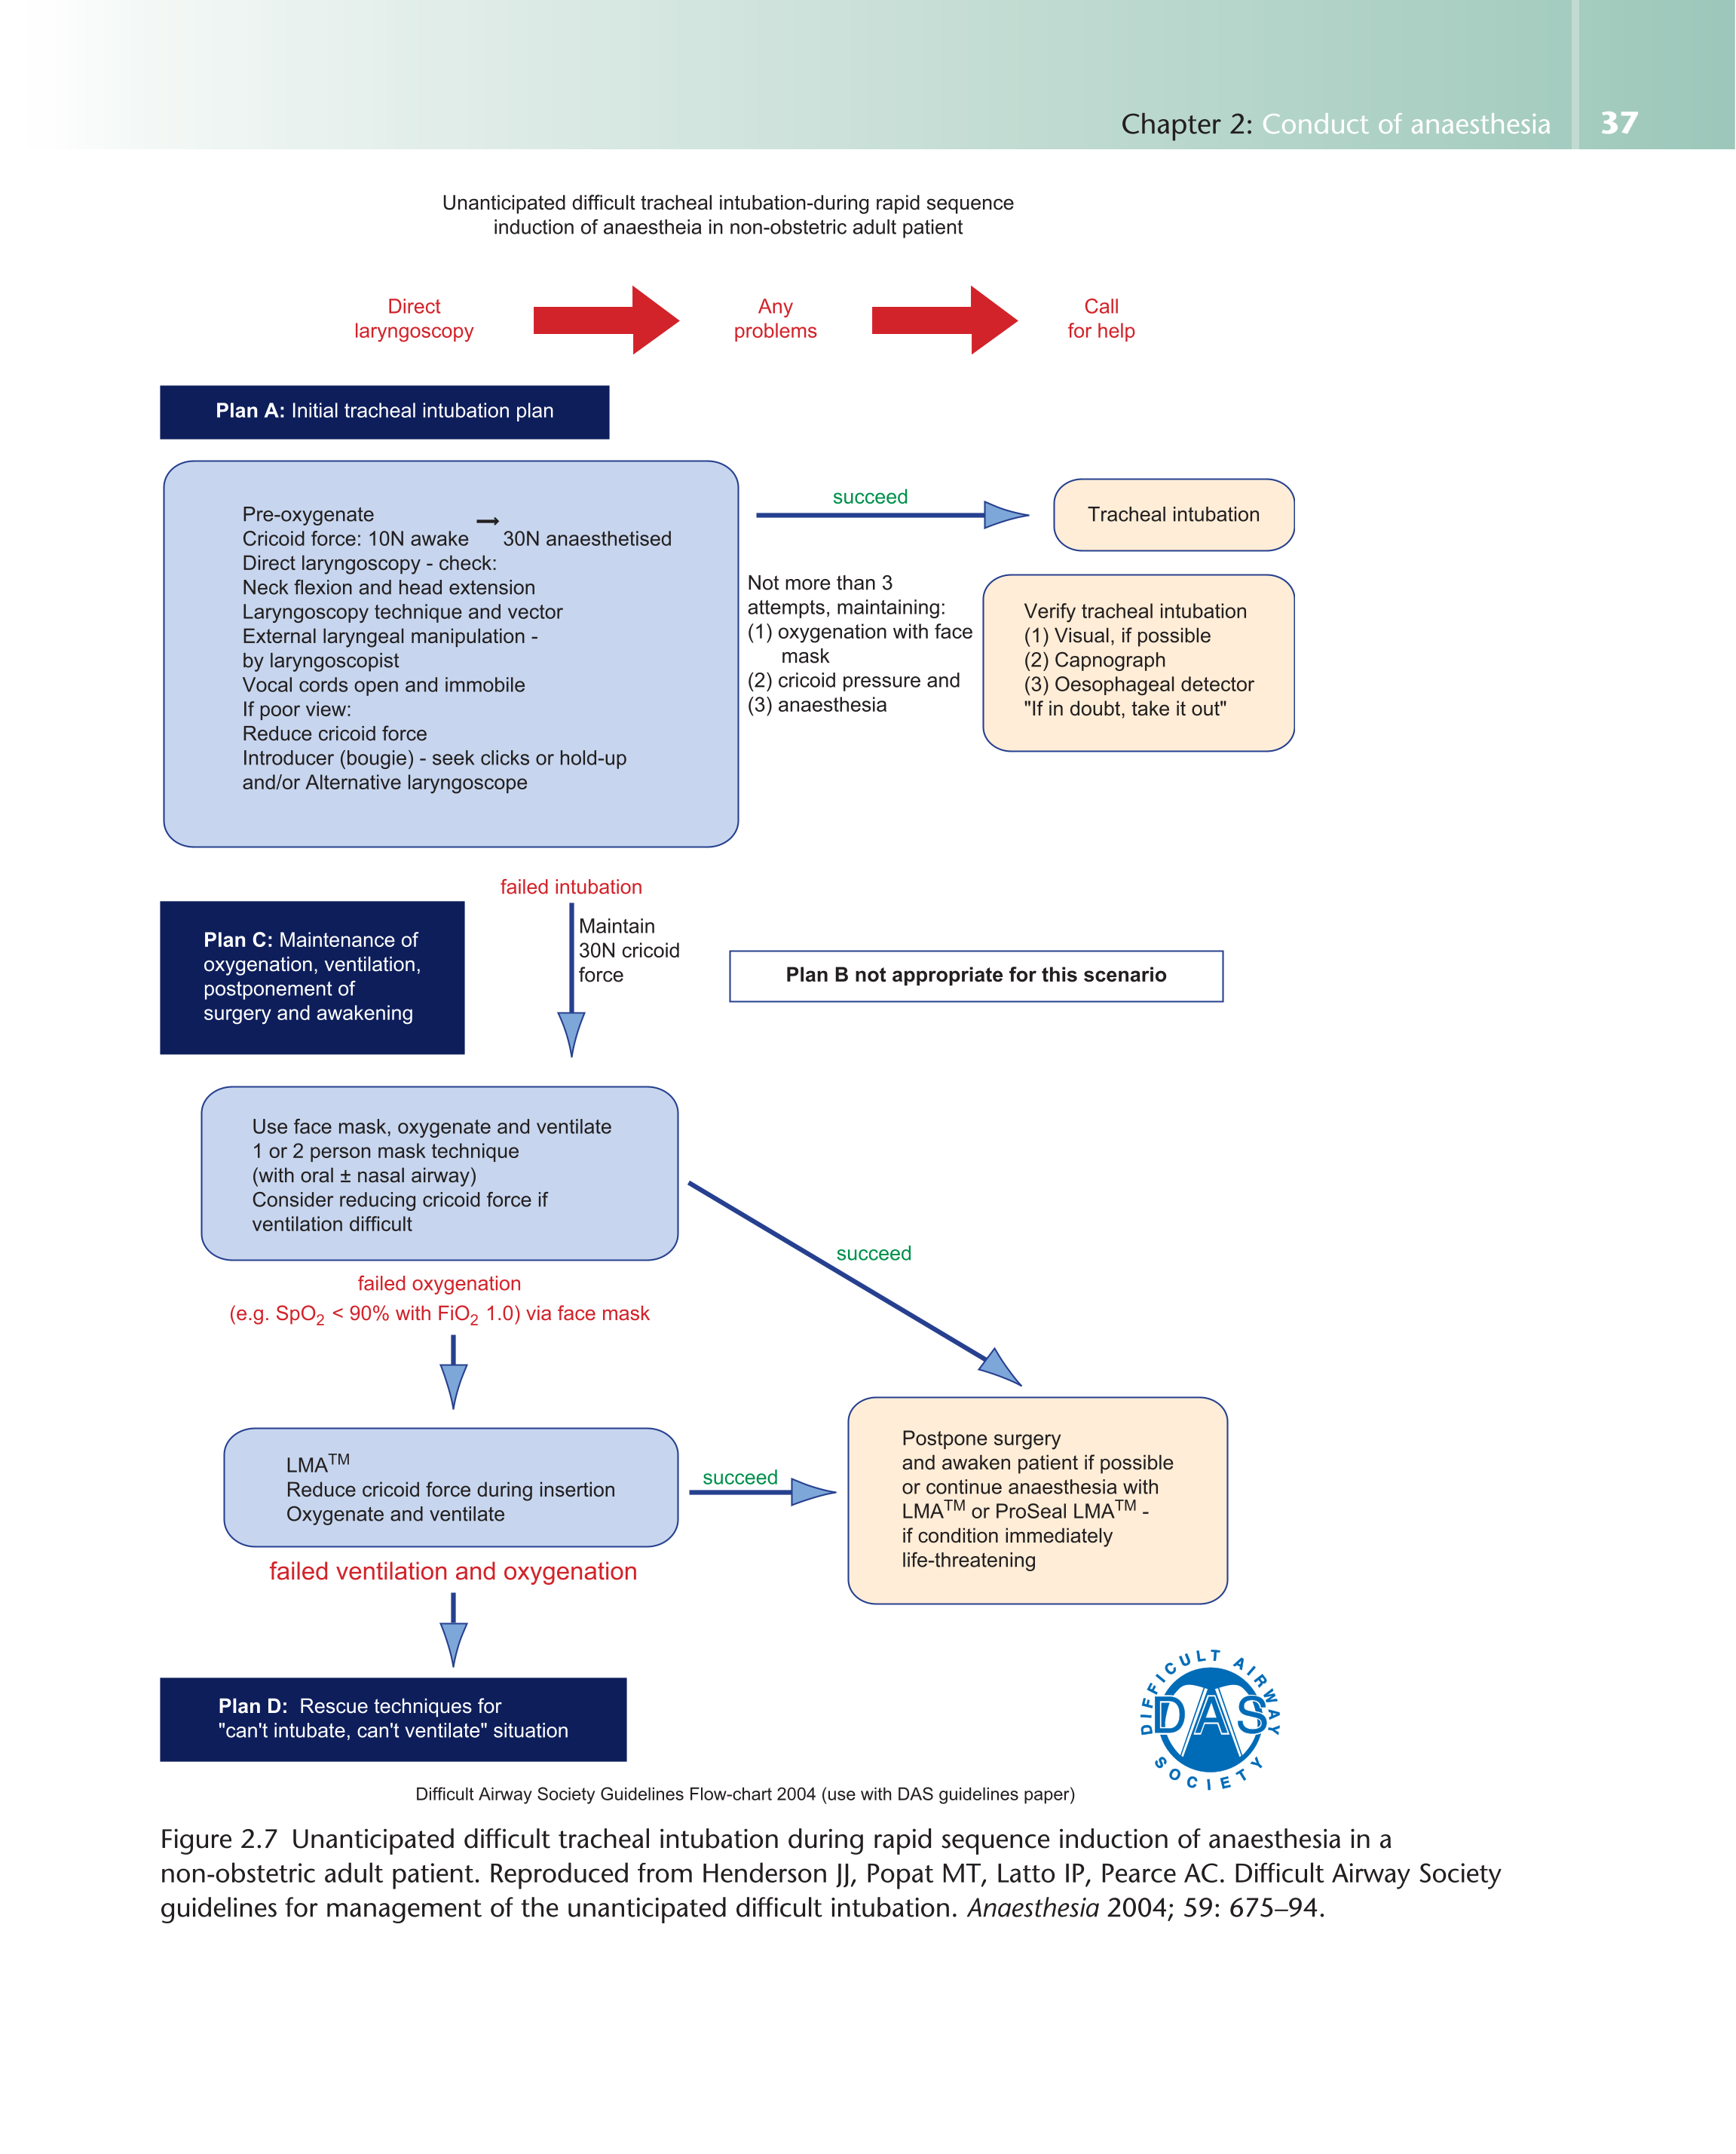 Chapter 2: Conduct of anaesthesia 37
Unanticipated difficult tracheal intubation-during rapid sequence
induction of anaestheia in non-obstetric adult patient
Direct
laryngoscopy
Any
problems
Call
for help
Plan A: Initial tracheal intubation plan
Pre-oxygenate
Cricoid force: 10N awake → 30N anaesthetised
Direct laryngoscopy - check:
Neck flexion and head extension
Laryngoscopy technique and vector
External laryngeal manipulation -
by laryngoscopist
Vocal cords open and immobile
If poor view:
Reduce cricoid force
Introducer (bougie) - seek clicks or hold-up
and/or Alternative laryngoscope
succeed
Tracheal intubation
Not more than 3
attempts, maintaining:
(1) oxygenation with face
mask
(2) cricoid pressure and
(3) anaesthesia
Verify tracheal intubation
(1) Visual, if possible
(2) Capnograph
(3) Oesophageal detector
"If in doubt, take it out"
failed intubation
Plan C: Maintenance of
oxygenation, ventilation,
postponement of
surgery and awakening
Maintain
30N cricoid
force
Plan B not appropriate for this scenario
Use face mask, oxygenate and ventilate
1 or 2 person mask technique
(with oral ± nasal airway)
Consider reducing cricoid force if
ventilation difficult
succeed
failed oxygenation
(e.g. SpO2 < 90% with FiO2 1.0) via face mask
LMA™
Reduce cricoid force during insertion
Oxygenate and ventilate
succeed
Postpone surgery
and awaken patient if possible
or continue anaesthesia with
LMA™ or ProSeal LMA™ -
if condition immediately
life-threatening
failed ventilation and oxygenation
Plan D: Rescue techniques for
"can't intubate, can't ventilate" situation
DIFFICULT AIRWAY
DAS
SOCIETY
Difficult Airway Society Guidelines Flow-chart 2004 (use with DAS guidelines paper)
Figure 2.7 Unanticipated difficult tracheal intubation during rapid sequence induction of anaesthesia in a
non-obstetric adult patient. Reproduced from Henderson JJ, Popat MT, Latto IP, Pearce AC. Difficult Airway Society
guidelines for management of the unanticipated difficult intubation. Anaesthesia 2004; 59: 675–94.